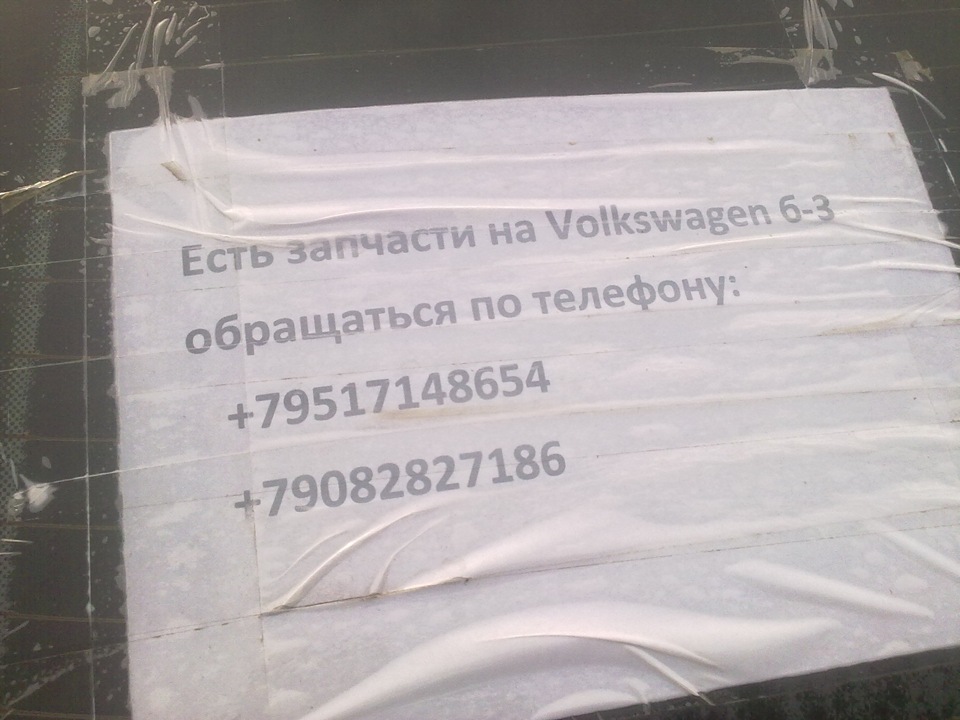 Есть запчасти на Volkswagen б-3
обращаться по телефону:
+79517148654
+79082827186